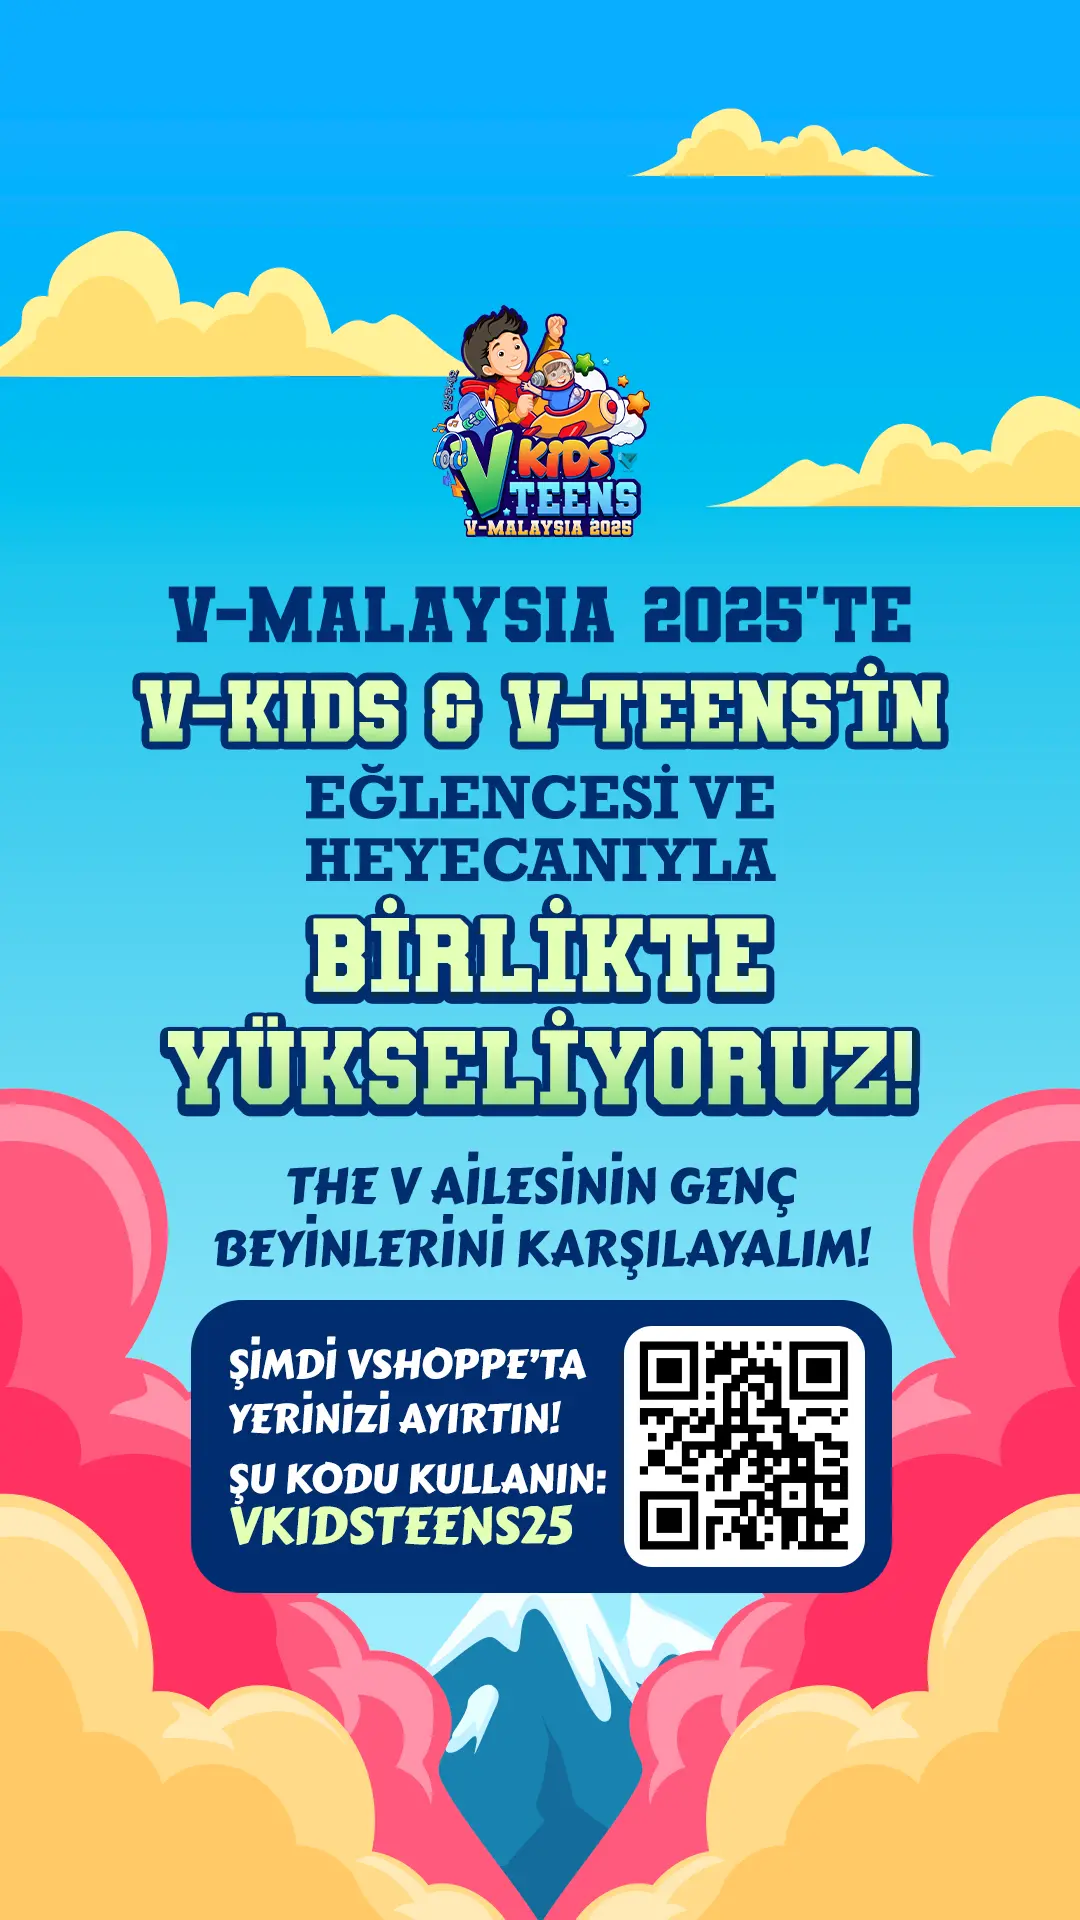 V KIDS
TEENS
V-MALAYSIA 2025
V-MALAYSIA 2025'TE
V-KIDS & V-TEENS'İN
EĞLENCESİ VE
HEYECANIYLA
BİRLİKTE
YÜKSELİYORUZ!
THE V AİLESİNİN GENÇ
BEYİNLERİNİ KARŞILAYALIM!
ŞİMDİ VSHOPPE'TA
YERİNİZİ AYIRTIN!
ŞU KODU KULLANIN:
VKIDSTEENS25